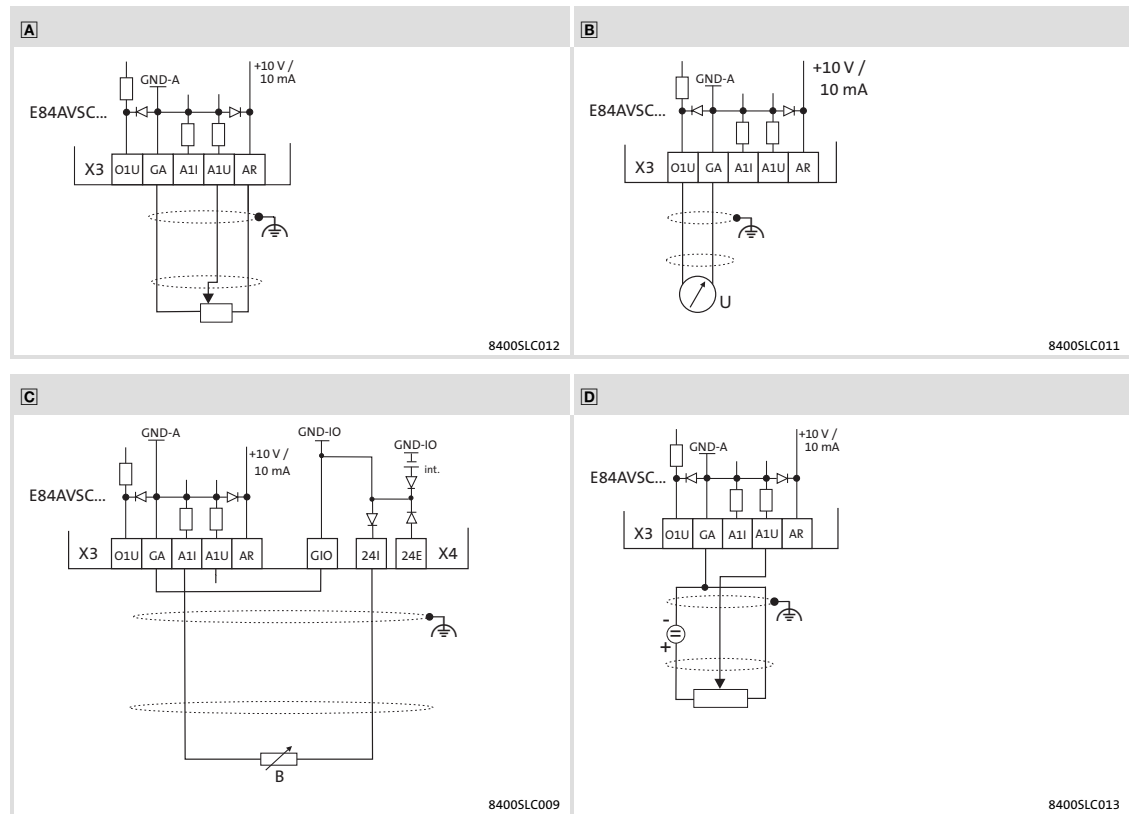 A
GND-A
+10 V /
10 mA
E84AVSC...
X3 O1U GA A1I A1U AR
8400SLC012
B
GND-A
+10 V /
10 mA
E84AVSC...
X3 O1U GA A1I A1U AR
U
8400SLC011
C
GND-A
+10 V /
10 mA
GND-IO
GND-IO
int.
E84AVSC...
X3 O1U GA A1I A1U AR GIO 24I 24E X4
B
8400SLC009
D
GND-A
+10 V /
10 mA
E84AVSC...
X3 O1U GA A1I A1U AR
-
+
8400SLC013